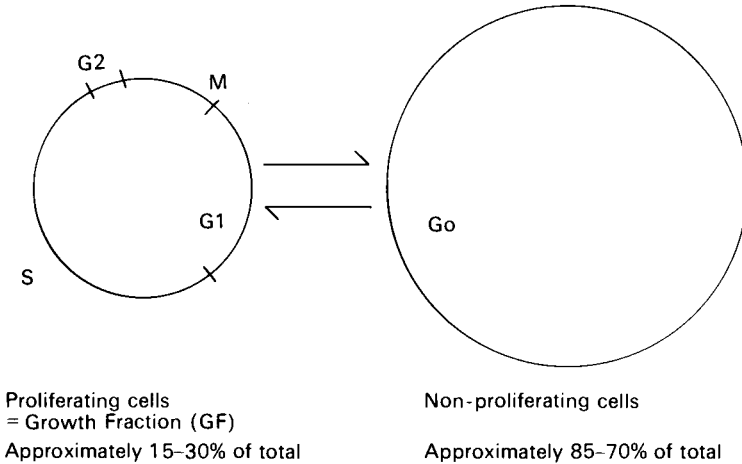 G2
M
G1
Go
S
Proliferating cells
= Growth Fraction (GF)
Approximately 15-30% of total
Non-proliferating cells
Approximately 85-70% of total